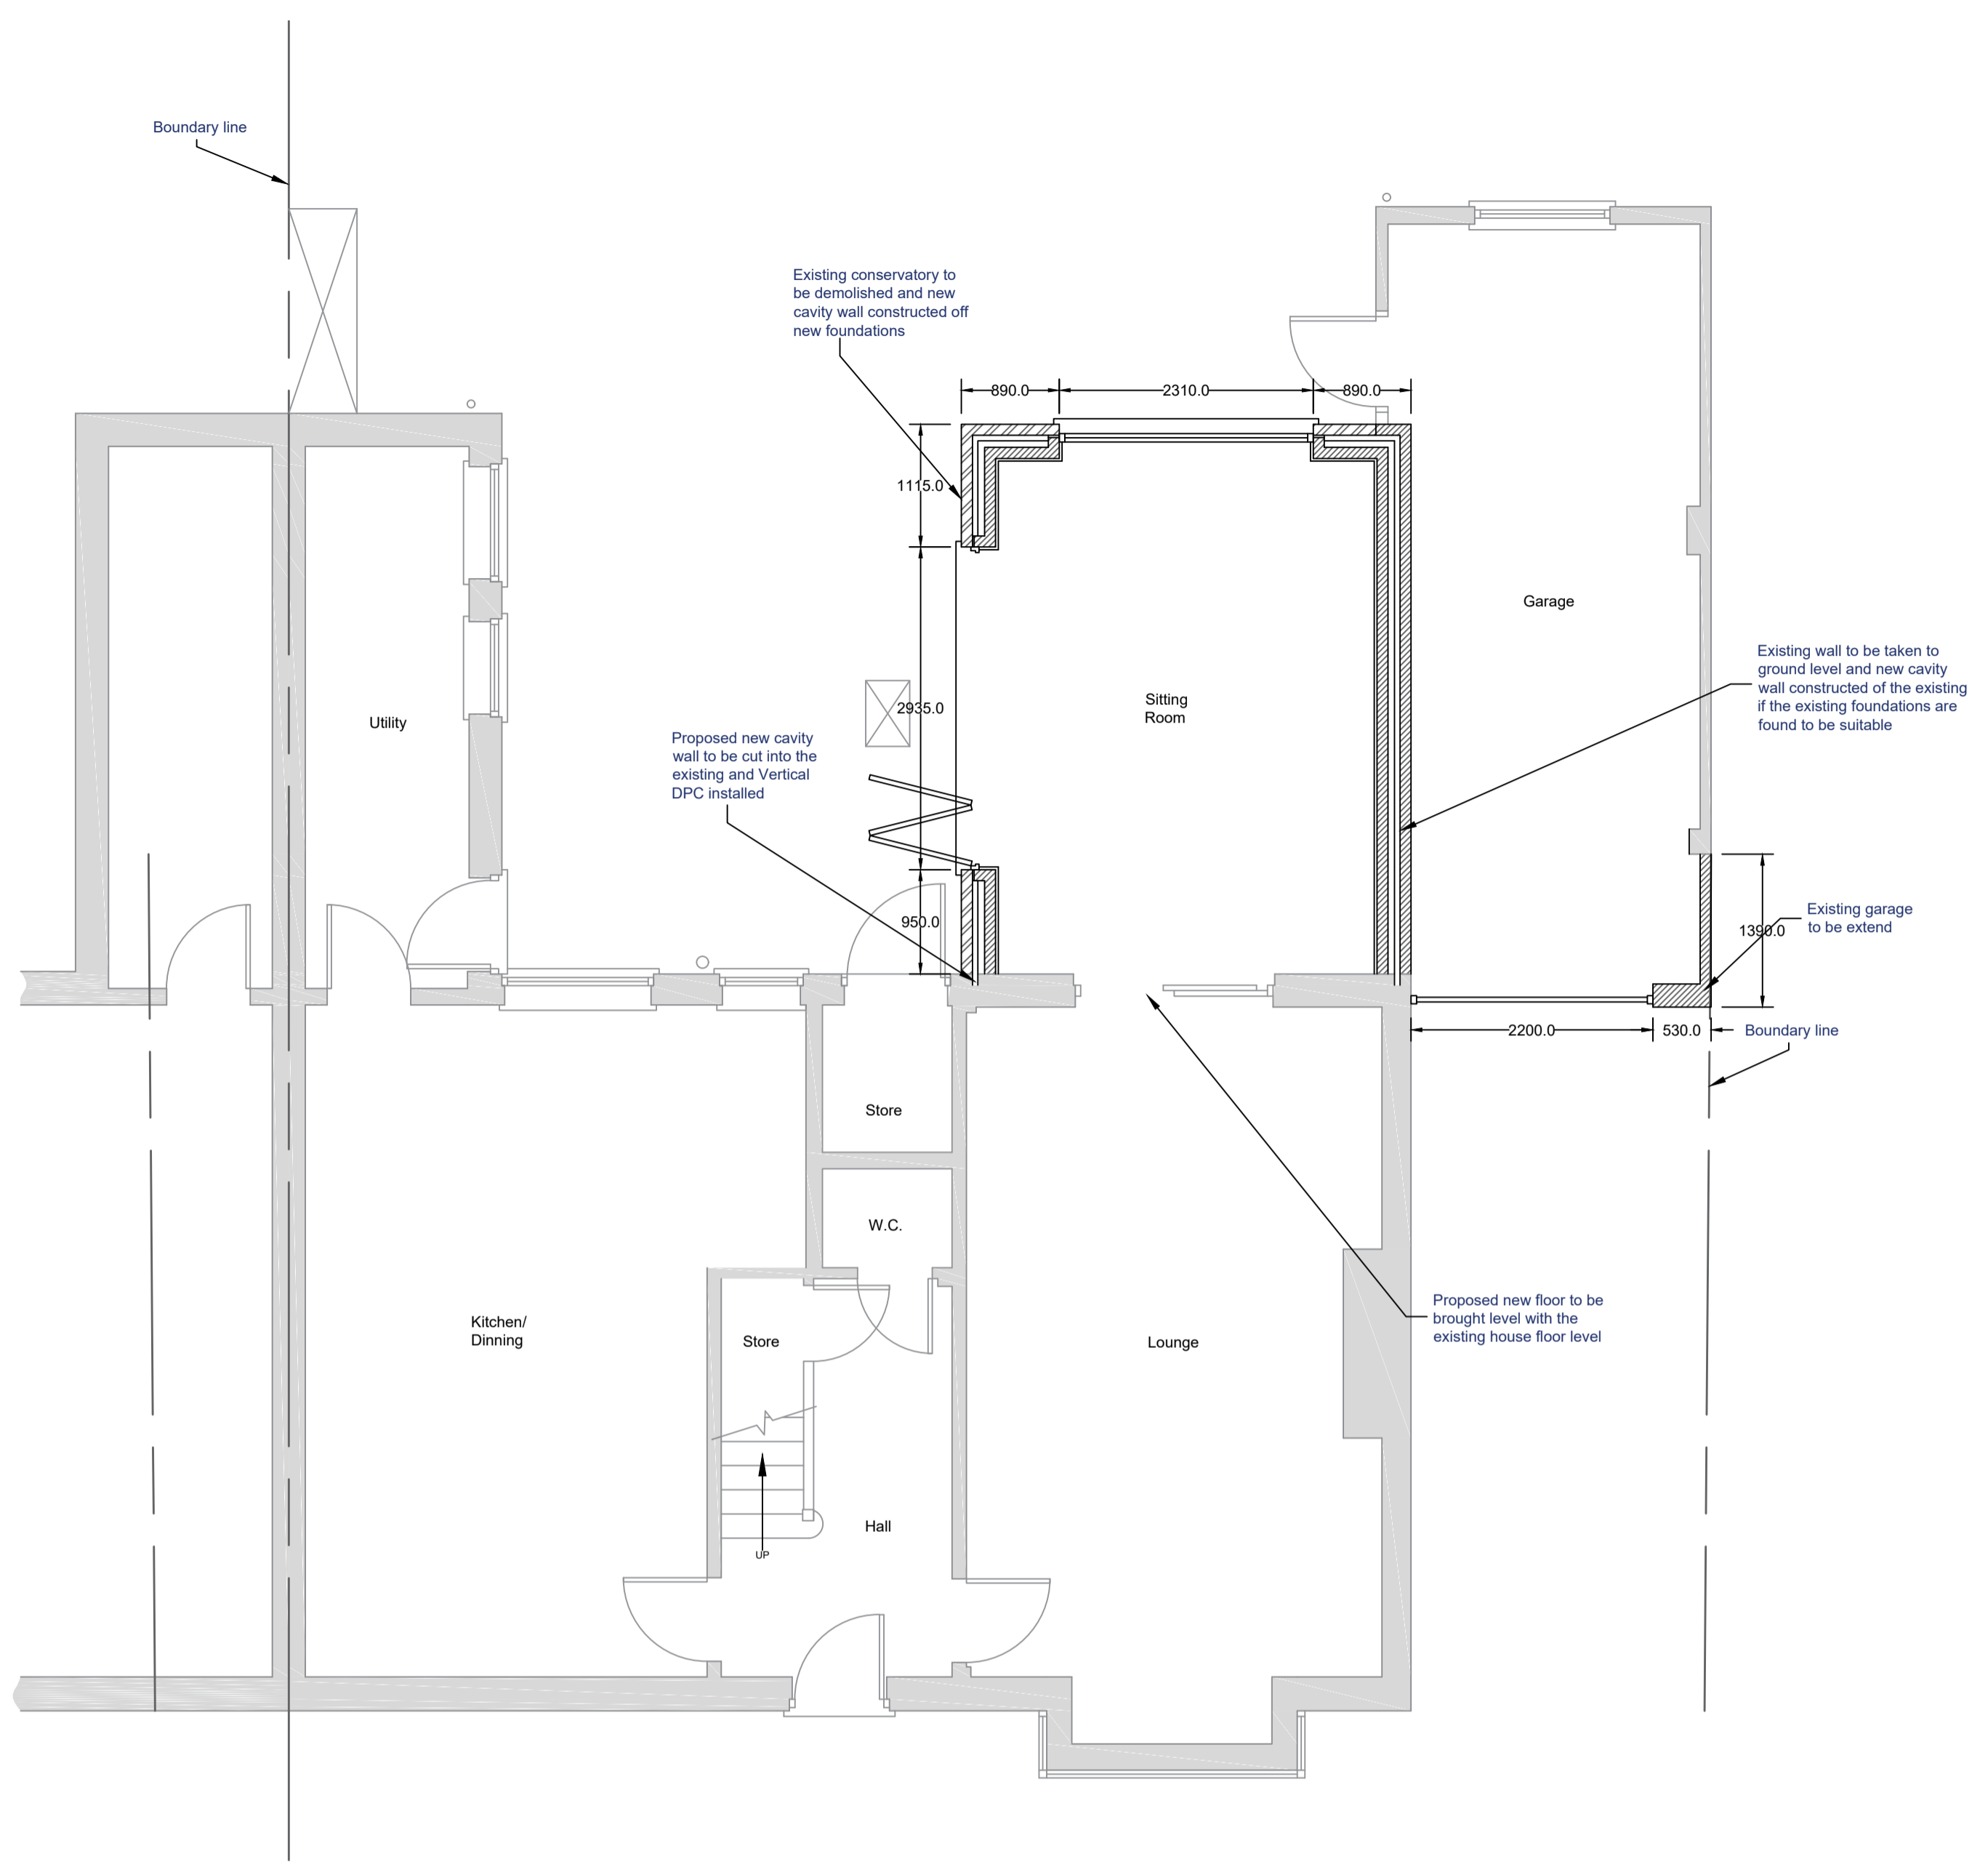 Boundary line
Existing conservatory to
be demolished and new
cavity wall constructed off
new foundations
890.0
2310.0
890.0
1115.0
Garage
Existing wall to be taken to
ground level and new cavity
wall constructed of the existing
if the existing foundations are
found to be suitable
Sitting
Room
2935.0
Utility
Proposed new cavity
wall to be cut into the
existing and Vertical
DPC installed
950.0
Existing garage
to be extend
1390.0
2200.0
530.0
Boundary line
Store
W.C.
Proposed new floor to be
brought level with the
existing house floor level
Kitchen/
Dinning
Store
Lounge
Hall
UP